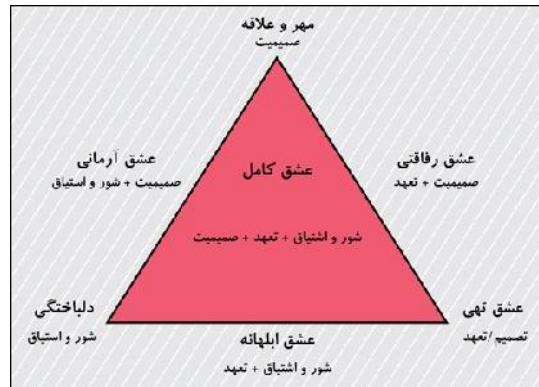 مهر و علاقه
صمیمیت
عشق آرمانی
صمیمیت + شور و استیاق
عشق رفاقتی
صمیمیت + تعهد
عشق کامل
شور و اشتیاق + تعهد + صمیمیت
دلباختگی
شور و استیاق
عشق تهی
تصمیم/تعهد
عشق ابلهانه
شور و اشتیاق + تعهد